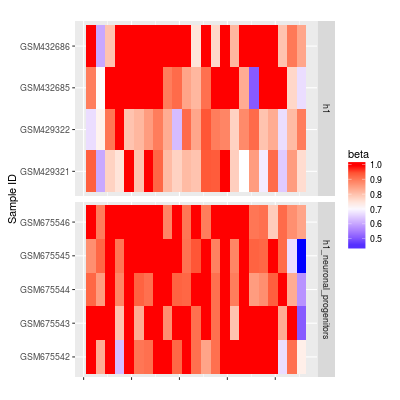 GSM432686
GSM432685
GSM429322
GSM429321
h1
GSM675546
GSM675545
GSM675544
GSM675543
GSM675542
h1_neuronal_progenitors
Sample ID
beta
1.0
0.9
0.8
0.7
0.6
0.5